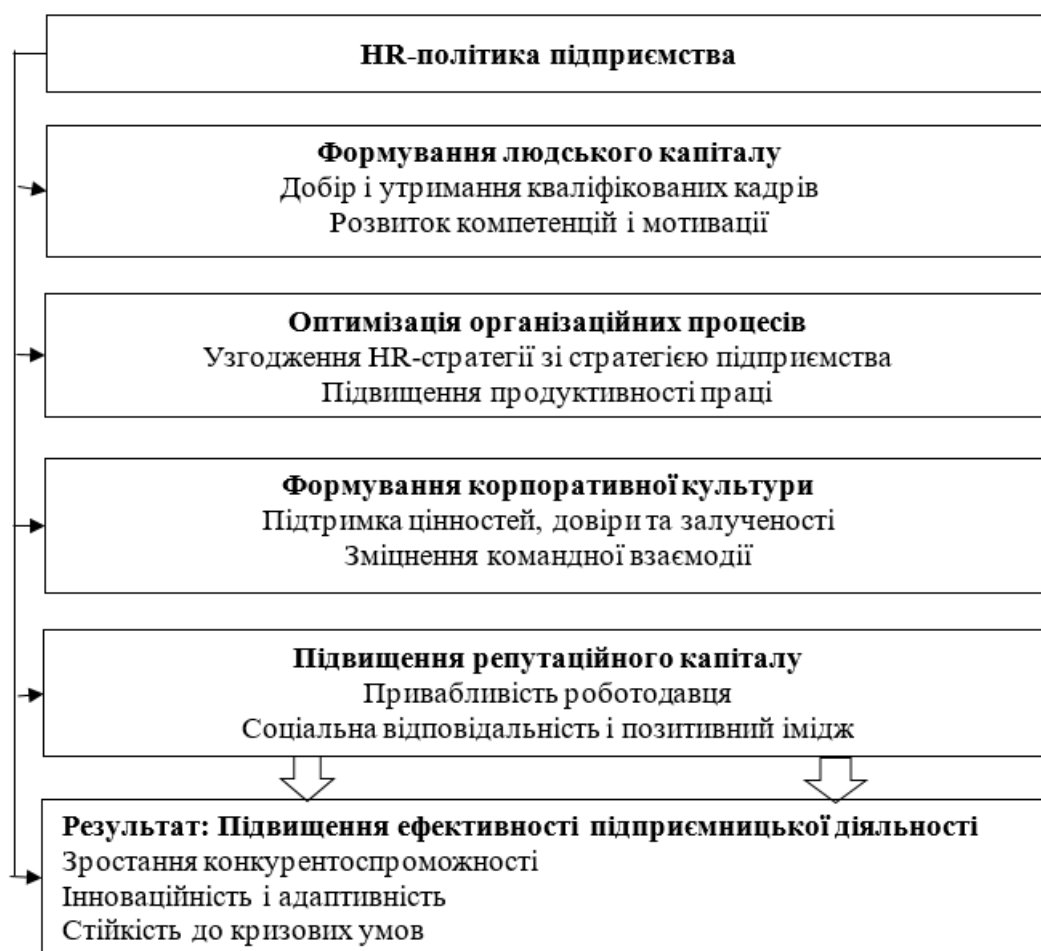 HR-політика підприємства
Формування людського капіталу
Добір і утримання кваліфікованих кадрів
Розвиток компетенцій і мотивації
Оптимізація організаційних процесів
Узгодження HR-стратегії зі стратегією підприємства
Підвищення продуктивності праці
Формування корпоративної культури
Підтримка цінностей, довіри та залученості
Зміцнення командної взаємодії
Підвищення репутаційного капіталу
Привабливість роботодавця
Соціальна відповідальність і позитивний імідж
Результат: Підвищення ефективності підприємницької діяльності
Зростання конкурентоспроможності
Інноваційність і адаптивність
Стійкість до кризових умов